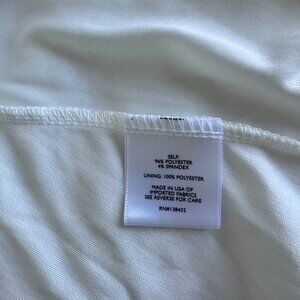 SELF:
96% POLYESTER
4% SPANDEX
LINING: 100% POLYESTER
MADE IN USA OF
IMPORTED FABRICS
SEE REVERSE FOR CARE
RN#138432